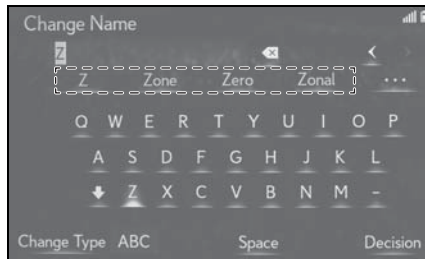 Change Name
Z
Z Zone Zero Zonal ...
Q W E R T Y U I O P
A S D F G H J K L
Z X C V B N M -
Change Type ABC Space Decision